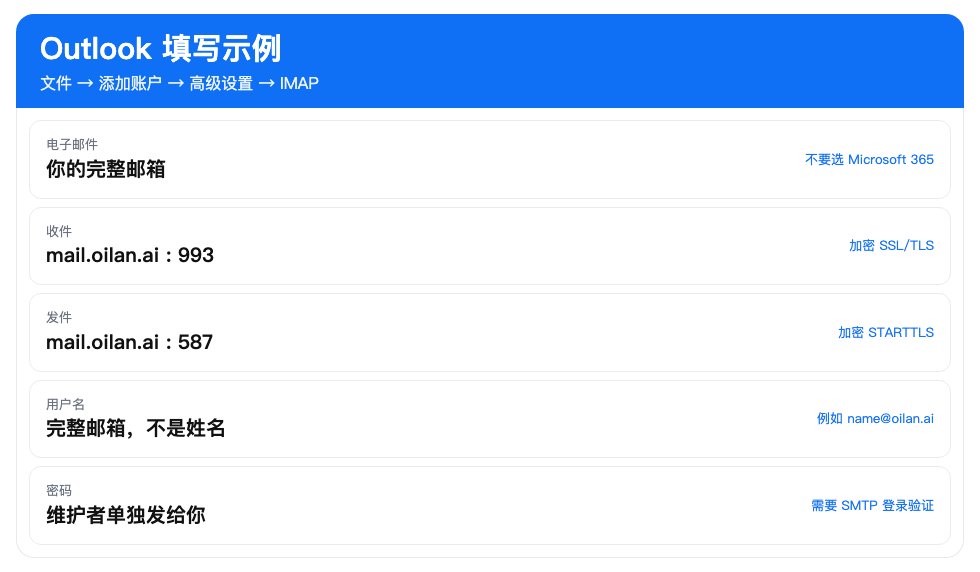 Outlook 填写示例
文件 → 添加账户 → 高级设置 → IMAP
电子邮件
你的完整邮箱
不要选 Microsoft 365
收件
mail.oilan.ai : 993
加密 SSL/TLS
发件
mail.oilan.ai : 587
加密 STARTTLS
用户名
完整邮箱，不是姓名
例如 name@oilan.ai
密码
维护者单独发给你
需要 SMTP 登录验证